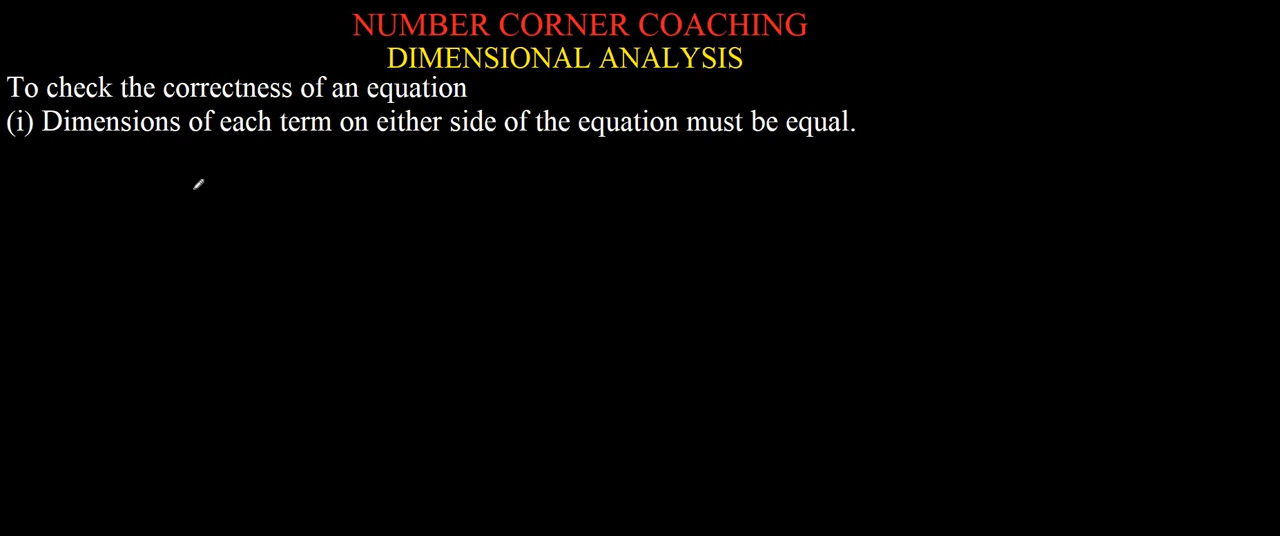 NUMBER CORNER COACHING
DIMENSIONAL ANALYSIS
To check the correctness of an equation
(i) Dimensions of each term on either side of the equation must be equal.